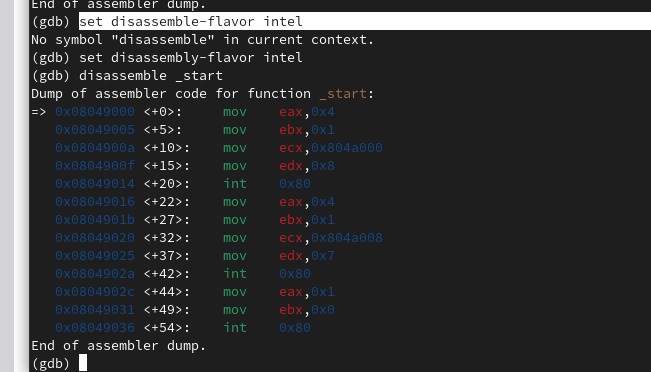 End of assembler dump.
(gdb) set disassemble-flavor intel
No symbol "disassemble" in current context.
(gdb) set disassembly-flavor intel
(gdb) disassemble _start
Dump of assembler code for function _start:
=> 0x08049000 <+0>:     mov    eax,0x4
   0x08049005 <+5>:     mov    ebx,0x1
   0x0804900a <+10>:    mov    ecx,0x804a000
   0x0804900f <+15>:    mov    edx,0x8
   0x08049014 <+20>:    int    0x80
   0x08049016 <+22>:    mov    eax,0x4
   0x0804901b <+27>:    mov    ebx,0x1
   0x08049020 <+32>:    mov    ecx,0x804a008
   0x08049025 <+37>:    mov    edx,0x7
   0x0804902a <+42>:    int    0x80
   0x0804902c <+44>:    mov    eax,0x1
   0x08049031 <+49>:    mov    ebx,0x0
   0x08049036 <+54>:    int    0x80
End of assembler dump.
(gdb)